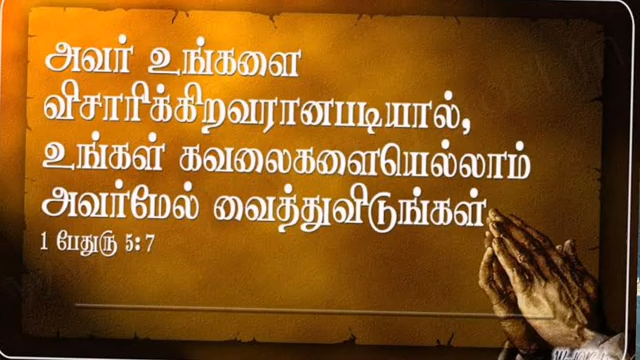 அவர் உங்களை
விசாரிக்கிறவரானபடியால்,
உங்கள் கவலைகளையெல்லாம்
அவர்மேல் வைத்துவிடுங்கள்
1 பேதுரு 5:7